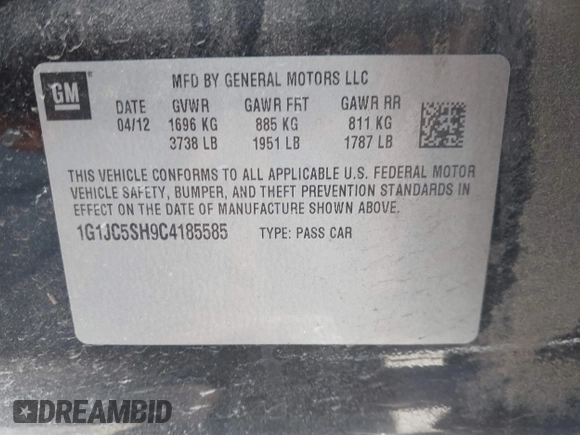 GM
MFD BY GENERAL MOTORS LLC
DATE GVWR GAWR FRT GAWR RR
04/12 1696 KG 885 KG 811 KG
3738 LB 1951 LB 1787 LB
THIS VEHICLE CONFORMS TO ALL APPLICABLE U.S. FEDERAL MOTOR
VEHICLE SAFETY, BUMPER, AND THEFT PREVENTION STANDARDS IN
EFFECT ON THE DATE OF MANUFACTURE SHOWN ABOVE.
1G1JC5SH9C4185585 TYPE: PASS CAR
DREAMBID